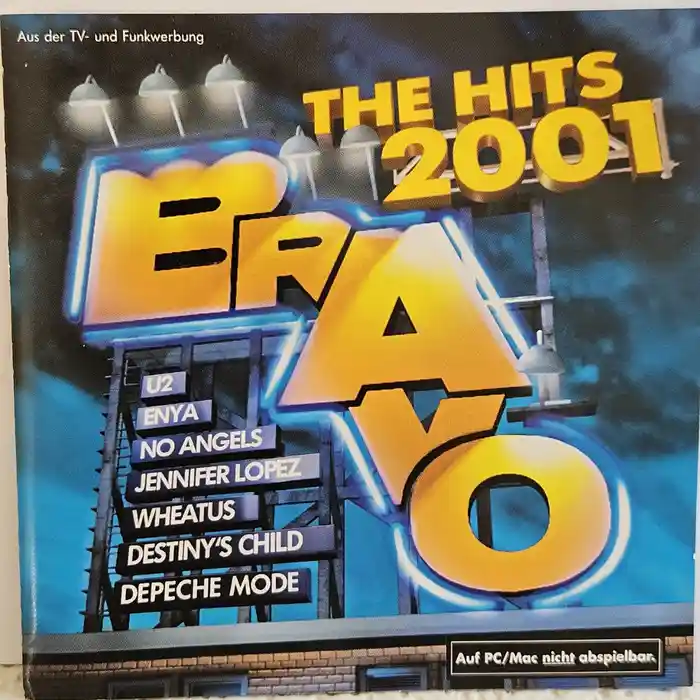 Aus der TV- und Funkwerbung
THE HITS
2001
BRAVO
U2
ENYA
NO ANGELS
JENNIFER LOPEZ
WHEATUS
DESTINY'S CHILD
DEPECHE MODE
Auf PC/Mac nicht abspielbar.